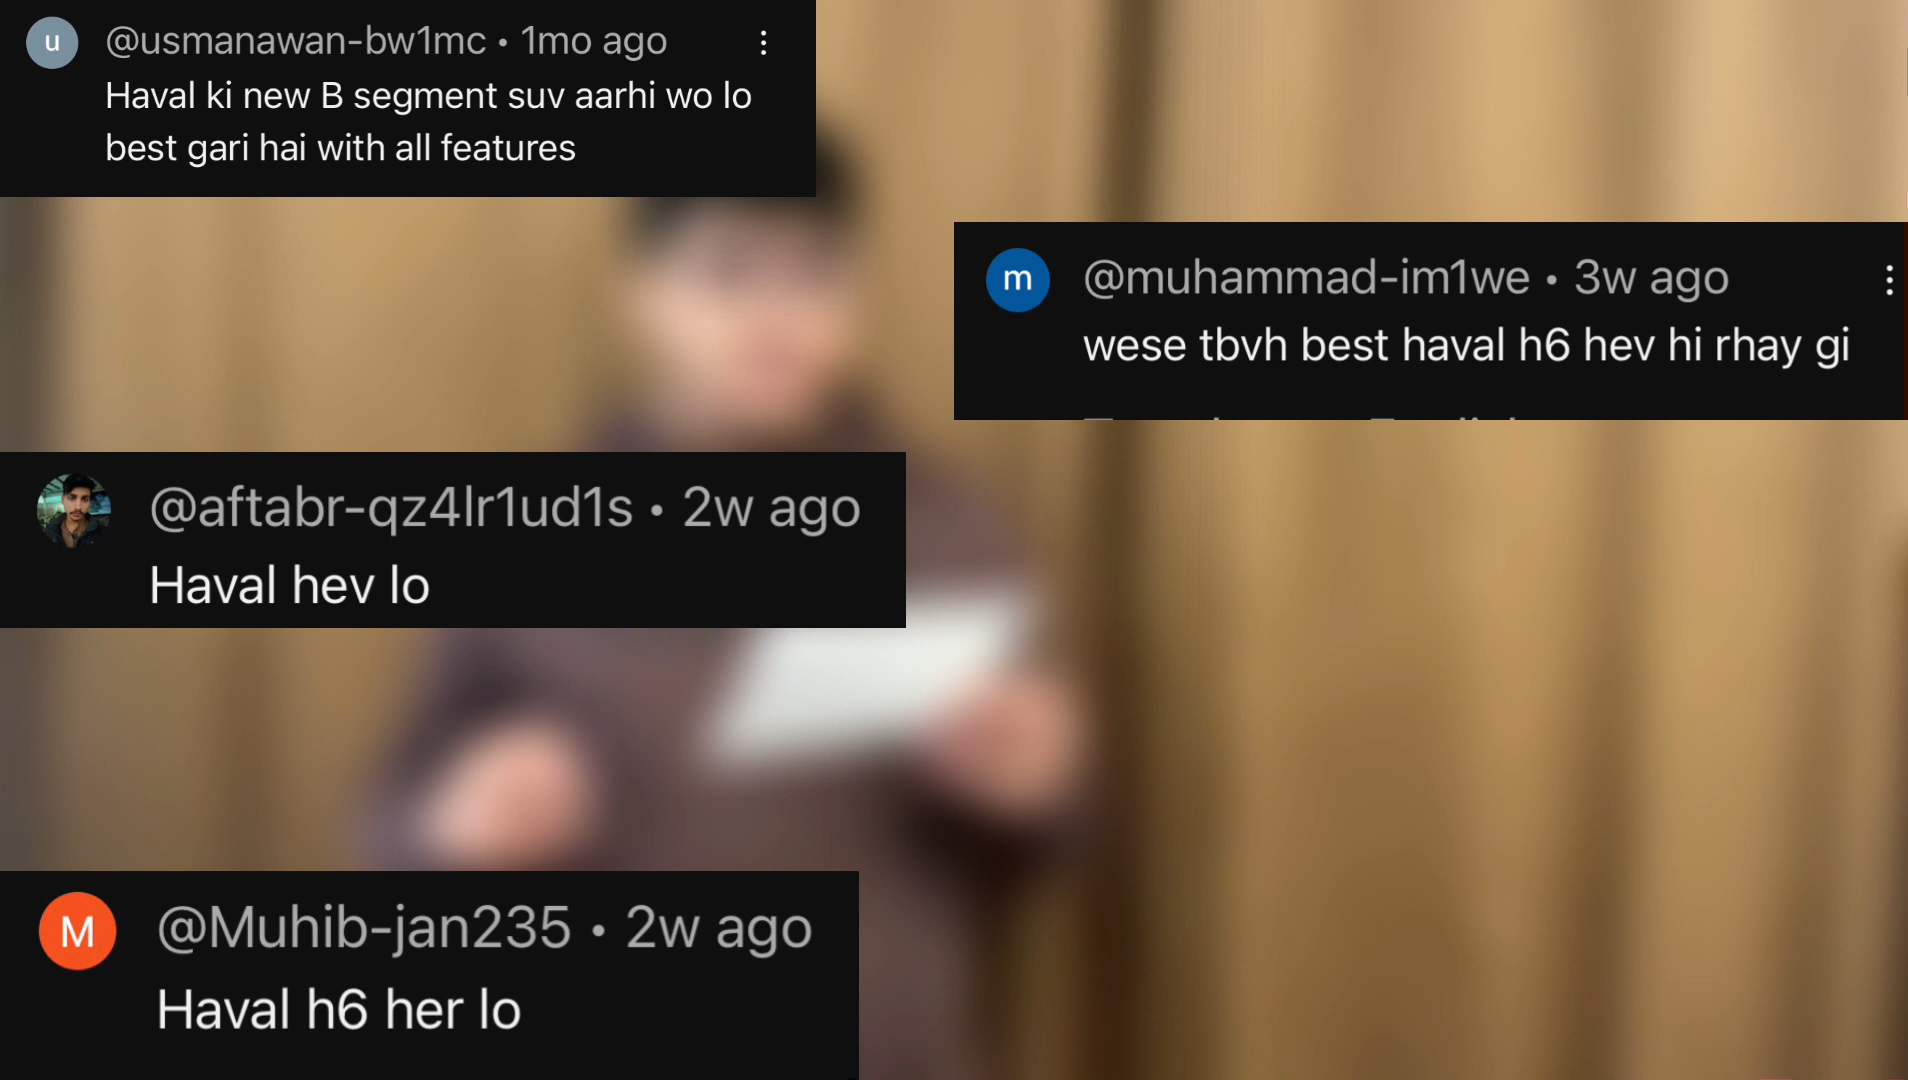 u
@usmanawan-bw1mc • 1mo ago
Haval ki new B segment suv aarhi wo lo
best gari hai with all features
m
@muhammad-im1we • 3w ago
wese tbvh best haval h6 hev hi rhay gi
@aftabr-qz4lr1ud1s • 2w ago
Haval hev lo
M
@Muhib-jan235 • 2w ago
Haval h6 her lo